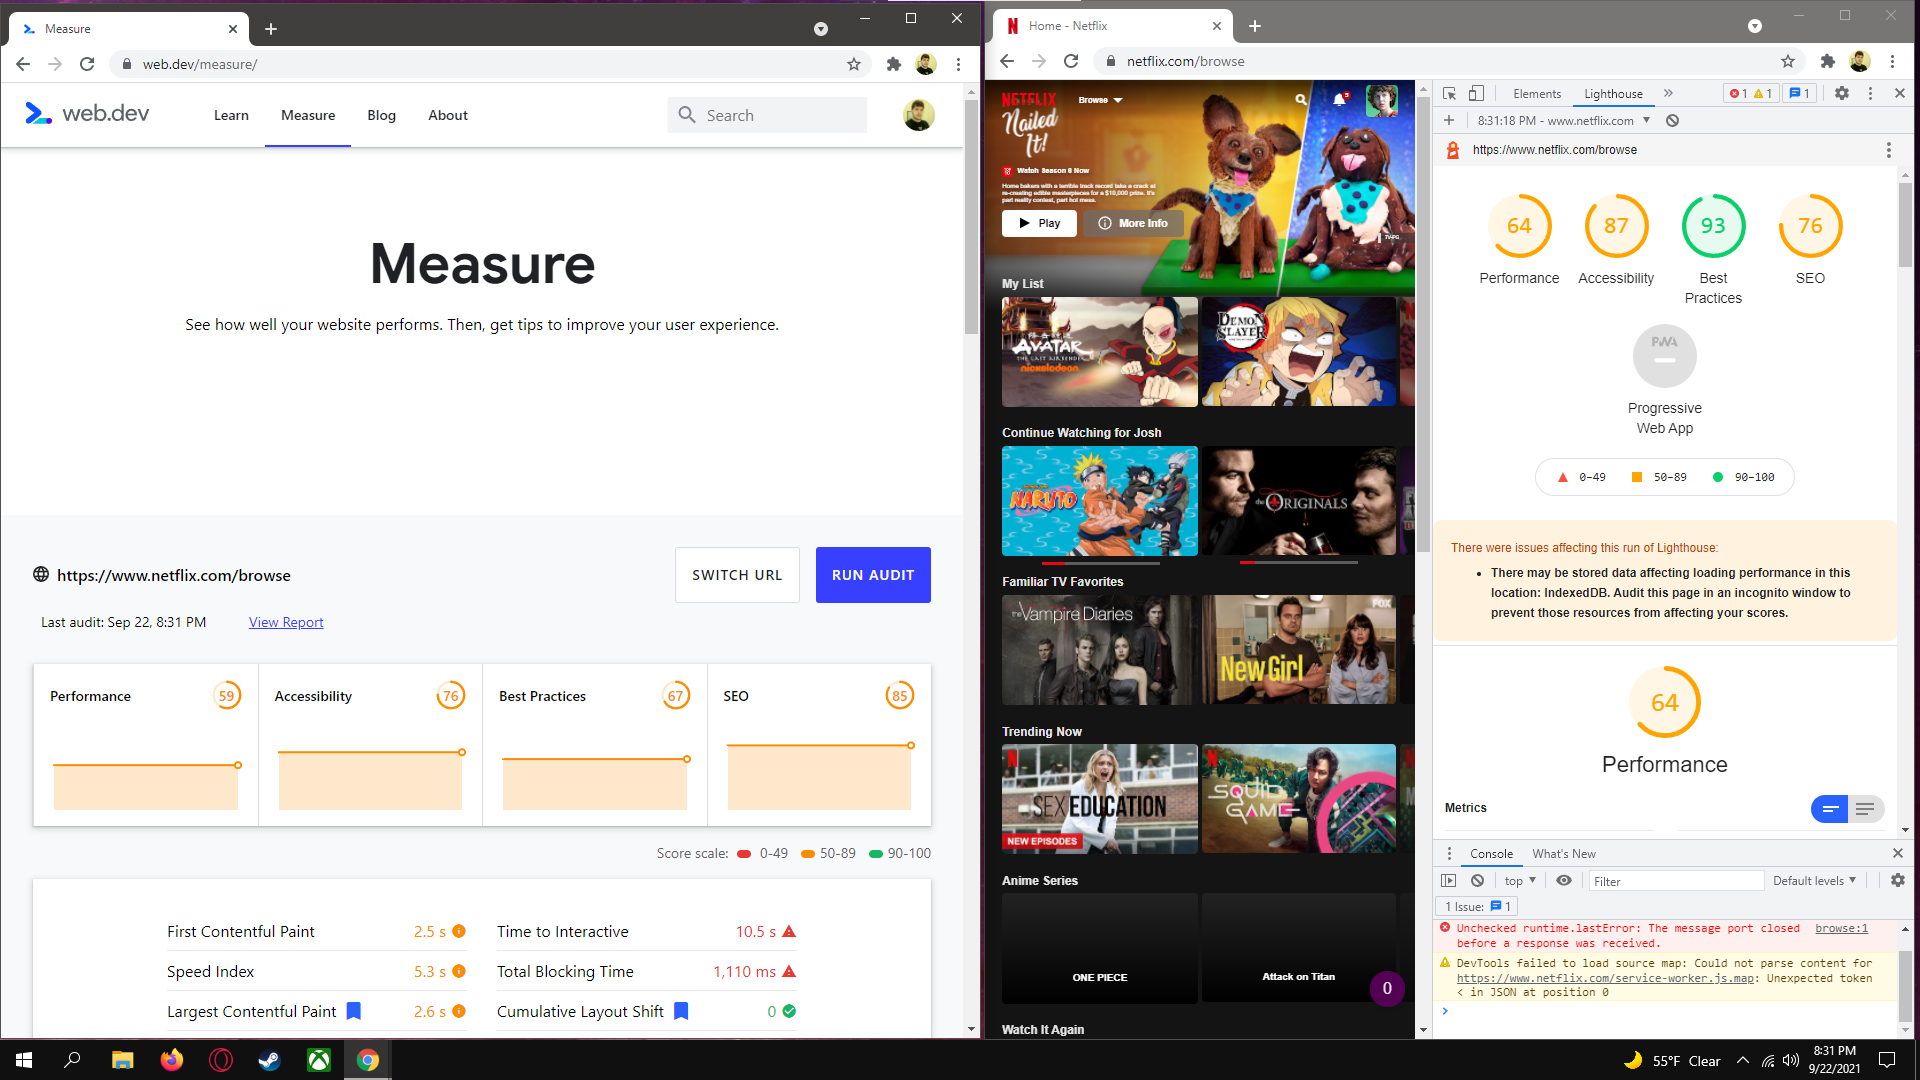 Measure
web.dev/measure/
web.dev
Learn
Measure
Blog
About
Search
Measure
See how well your website performs. Then, get tips to improve your user experience.
https://www.netflix.com/browse
SWITCH URL
RUN AUDIT
Last audit: Sep 22, 8:31 PM
View Report
Performance
59
Accessibility
76
Best Practices
67
SEO
85
Score scale:
0-49
50-89
90-100
First Contentful Paint
2.5 s
Time to Interactive
10.5 s
Speed Index
5.3 s
Total Blocking Time
1,110 ms
Largest Contentful Paint
2.6 s
Cumulative Layout Shift
0
Home - Netflix
netflix.com/browse
NETFLIX
Browse
5
Nailed It!
Watch Season 6 Now
Home bakers with a terrible track record take a crack at
re-creating edible masterpieces for a $10,000 prize. It's
part reality contest, part hot mess.
Play
More Info
TV-PG
My List
AVATAR
THE LAST AIRBENDER
nickelodeon
DEMON SLAYER
Continue Watching for Josh
NARUTO
the ORIGINALS
Familiar TV Favorites
the Vampire Diaries
FOX
New Girl
Trending Now
SEX EDUCATION
NEW EPISODES
SQUID GAME
Anime Series
ONE PIECE
Attack on Titan
0
Watch It Again
Elements
Lighthouse
1
1
1
8:31:18 PM - www.netflix.com
https://www.netflix.com/browse
64
87
93
76
Performance
Accessibility
Best
Practices
SEO
PWA
Progressive
Web App
0-49
50-89
90-100
There were issues affecting this run of Lighthouse:
There may be stored data affecting loading performance in this
location: IndexedDB. Audit this page in an incognito window to
prevent those resources from affecting your scores.
64
Performance
Metrics
Console
What's New
top
Filter
Default levels
1 Issue:
1
Unchecked runtime.lastError: The message port closed
before a response was received.
browse:1
DevTools failed to load source map: Could not parse content for
https://www.netflix.com/service-worker.js.map: Unexpected token
< in JSON at position 0
55°F Clear
8:31 PM
9/22/2021